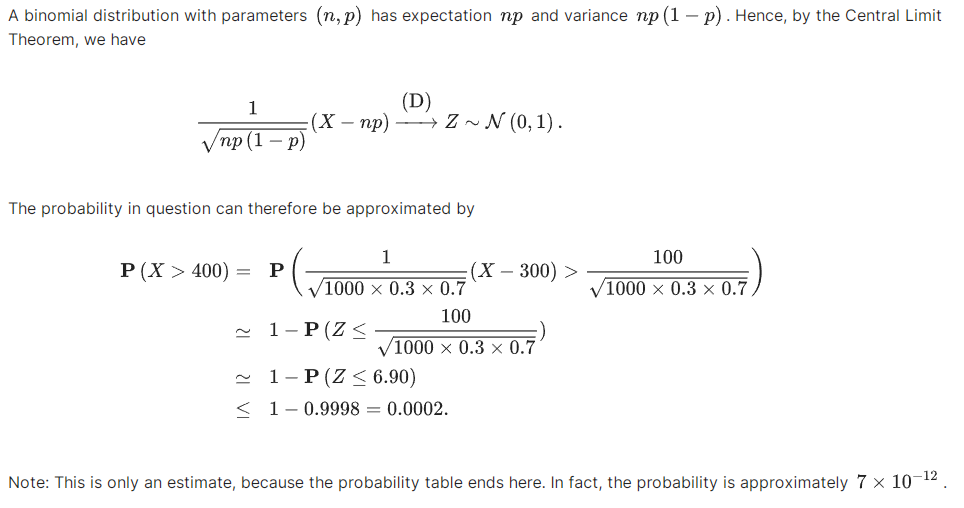 A binomial distribution with parameters (n, p) has expectation np and variance np (1 − p) . Hence, by the Central Limit
Theorem, we have
1/√(np (1 − p)) (X − np) —(D)→ Z ∼ 𝒩 (0, 1) .
The probability in question can therefore be approximated by
P (X > 400) = P ( 1/√(1000 × 0.3 × 0.7) (X − 300) > 100/√(1000 × 0.3 × 0.7) )
≃ 1 − P (Z ≤ 100/√(1000 × 0.3 × 0.7) )
≃ 1 − P (Z ≤ 6.90)
≤ 1 − 0.9998 = 0.0002.
Note: This is only an estimate, because the probability table ends here. In fact, the probability is approximately 7 × 10⁻¹² .